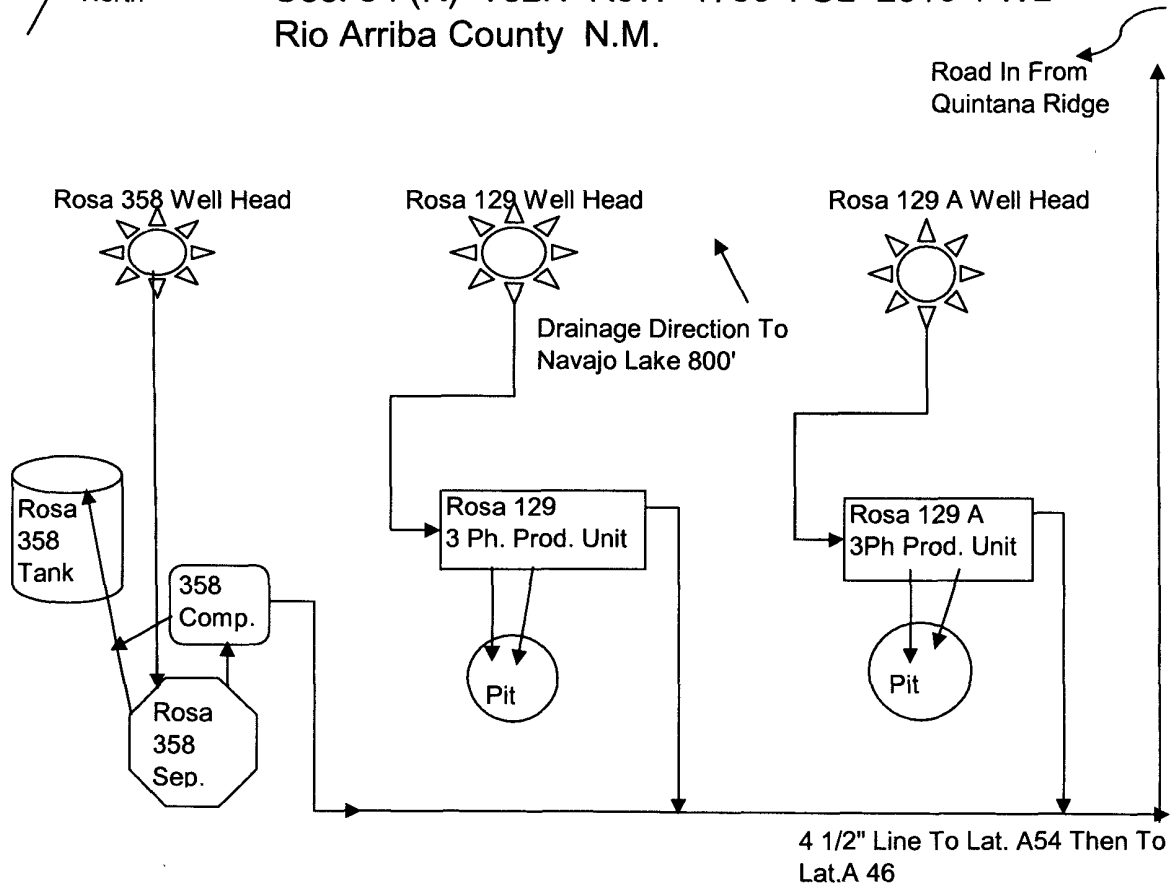 North
Rio Arriba County N.M.
Road In From
Quintana Ridge
Rosa 358 Well Head
Rosa 129 Well Head
Rosa 129 A Well Head
Drainage Direction To
Navajo Lake 800'
Rosa
358
Tank
358
Comp.
Rosa
358
Sep.
Rosa 129
3 Ph. Prod. Unit
Pit
Rosa 129 A
3Ph Prod. Unit
Pit
4 1/2" Line To Lat. A54 Then To
Lat.A 46